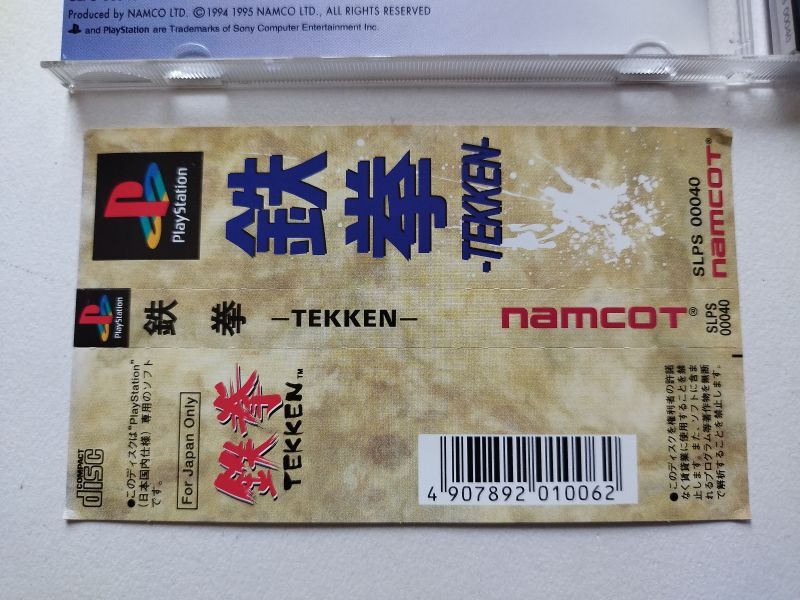 Produced by NAMCO LTD. ©1994 1995 NAMCO LTD., ALL RIGHTS RESERVED
and PlayStation are Trademarks of Sony Computer Entertainment Inc.
PlayStation
鉄拳
-TEKKEN-
SLPS 00040
namcot®
PlayStation
鉄 拳 —TEKKEN—
namcot®
SLPS
00040
COMPACT
disc
●このディスクは"PlayStation"
(日本国内仕様)専用のソフト
です。
For Japan Only
鉄拳
TEKKEN™
4 907892 010062
●このディスクを権利者の許諾
なく賃貸業に使用することを禁
止します。また、ソフトに含ま
れるプログラム等著作物を無断
で解析することを禁止します。